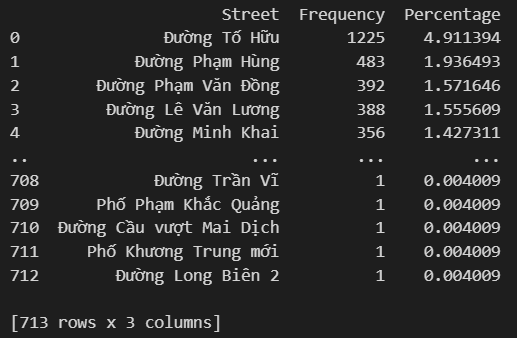 Street Frequency Percentage
0 Đường Tố Hữu 1225 4.911394
1 Đường Phạm Hùng 483 1.936493
2 Đường Phạm Văn Đồng 392 1.571646
3 Đường Lê Văn Lương 388 1.555609
4 Đường Minh Khai 356 1.427311
.. ... ... ...
708 Đường Trần Vĩ 1 0.004009
709 Phố Phạm Khắc Quảng 1 0.004009
710 Đường Cầu vượt Mai Dịch 1 0.004009
711 Phố Khương Trung mới 1 0.004009
712 Đường Long Biên 2 1 0.004009
[713 rows x 3 columns]